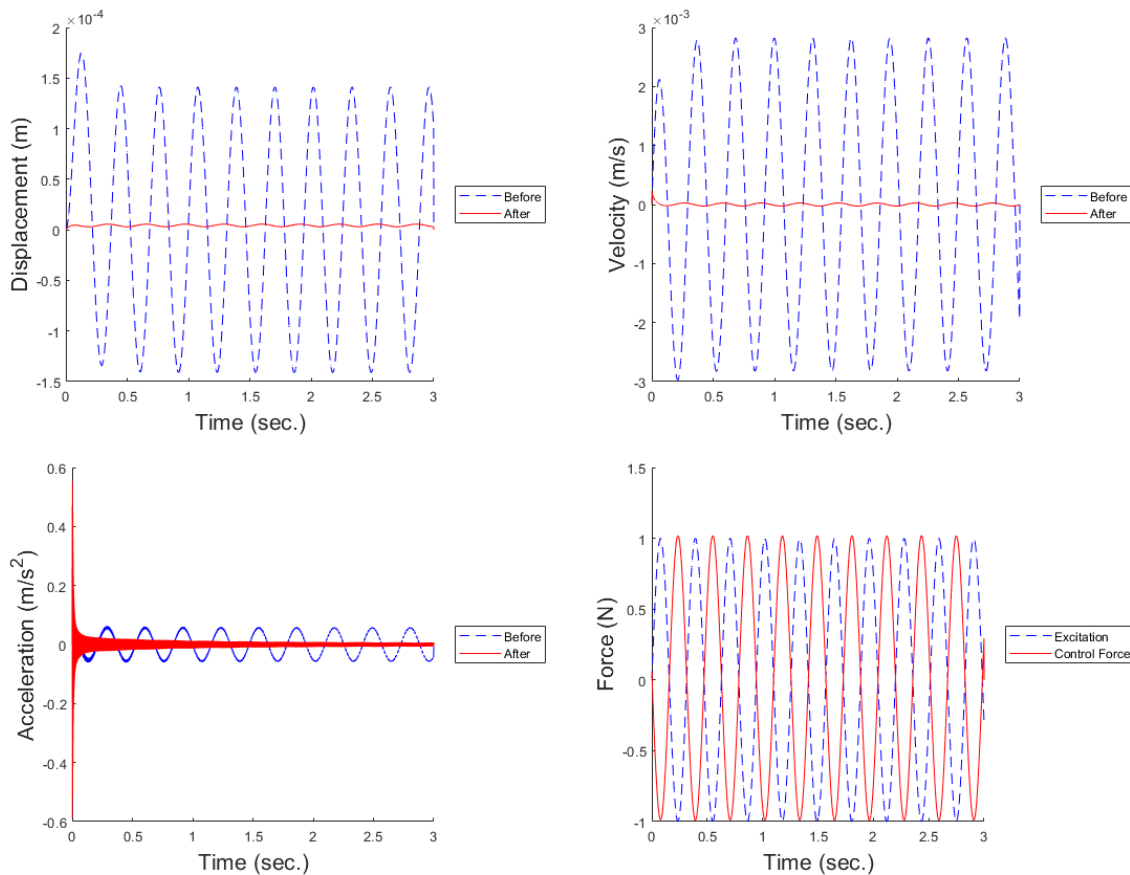 ×10⁻⁴
2
1.5
1
0.5
0
-0.5
-1
-1.5
0 0.5 1 1.5 2 2.5 3
Displacement (m)
Time (sec.)
Before
After
×10⁻³
3
2
1
0
-1
-2
-3
0 0.5 1 1.5 2 2.5 3
Velocity (m/s)
Time (sec.)
Before
After
0.6
0.4
0.2
0
-0.2
-0.4
-0.6
0 0.5 1 1.5 2 2.5 3
Acceleration (m/s²)
Time (sec.)
Before
After
1.5
1
0.5
0
-0.5
-1
0 0.5 1 1.5 2 2.5 3
Force (N)
Time (sec.)
Excitation
Control Force